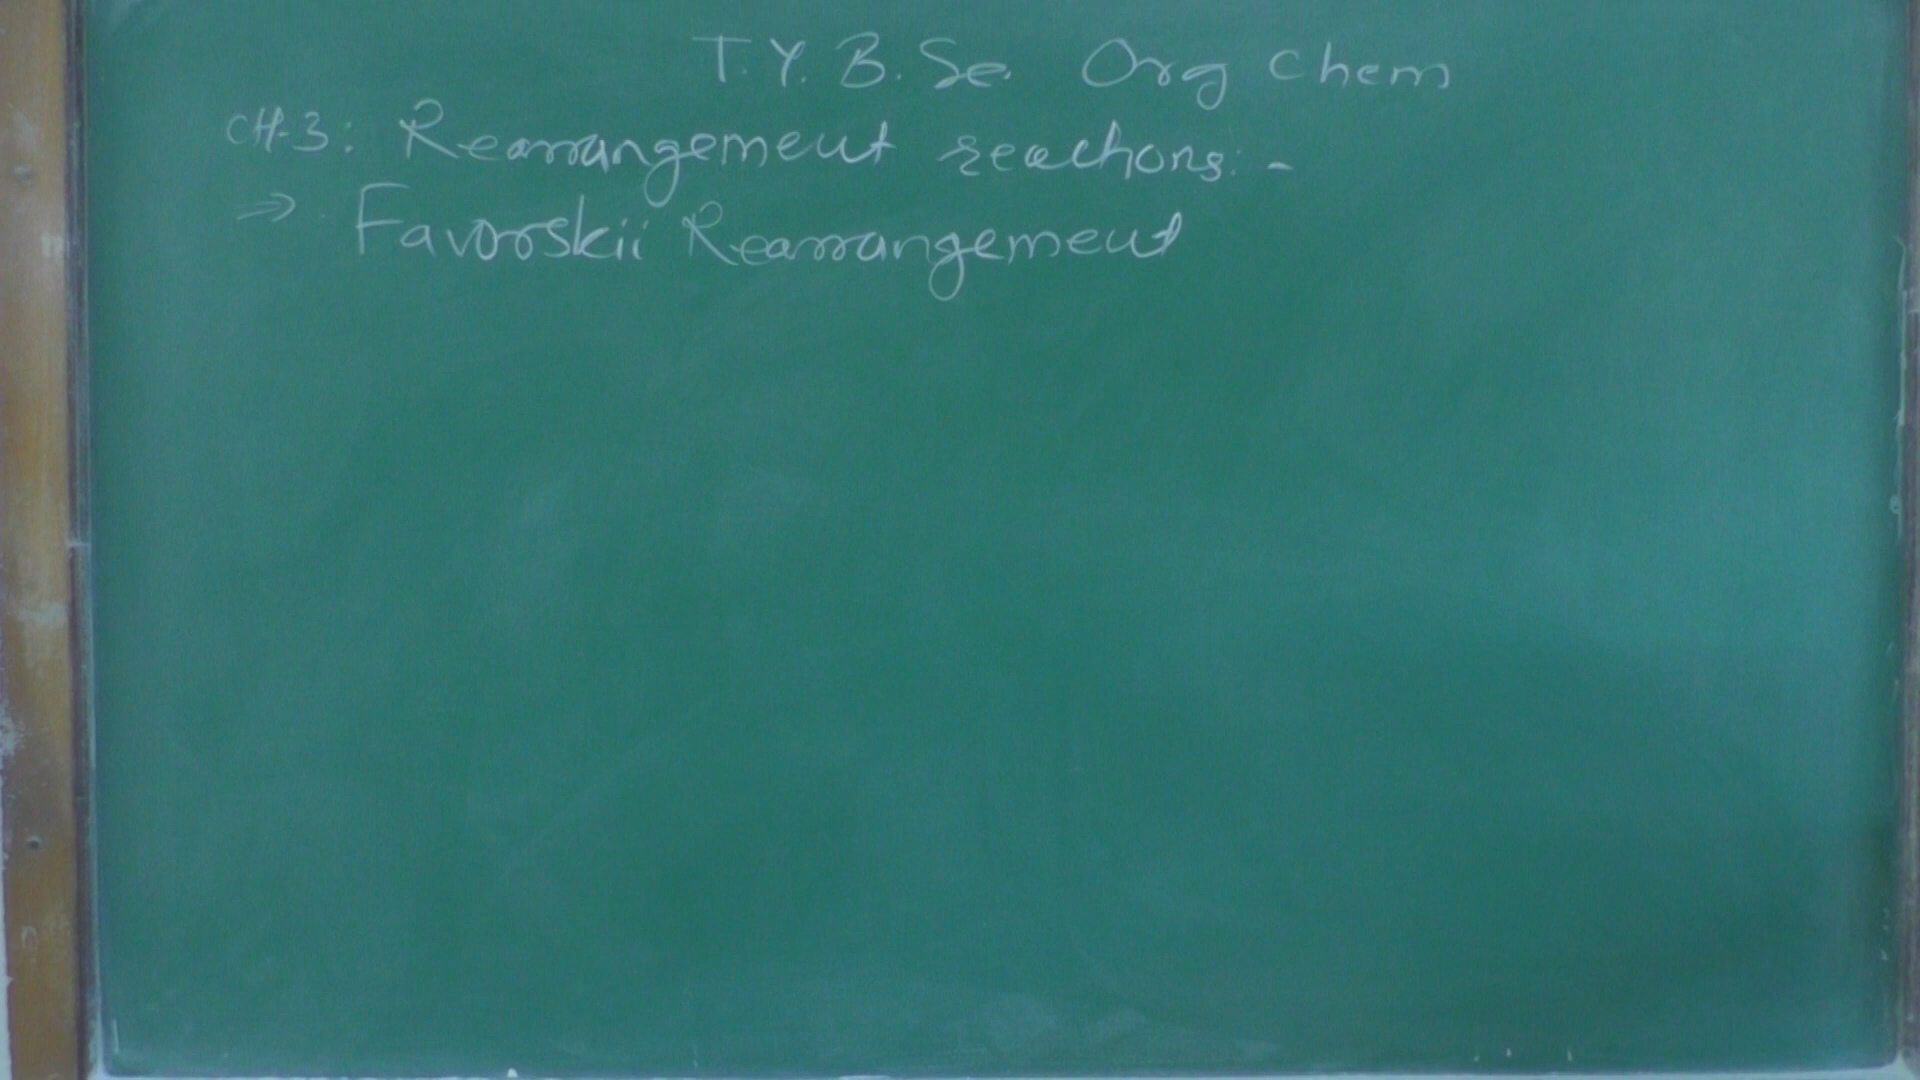 T.Y. B.Sc. Org Chem
CH-3: Rearrangement reactions: -
⇒ Favorskii Rearrangement